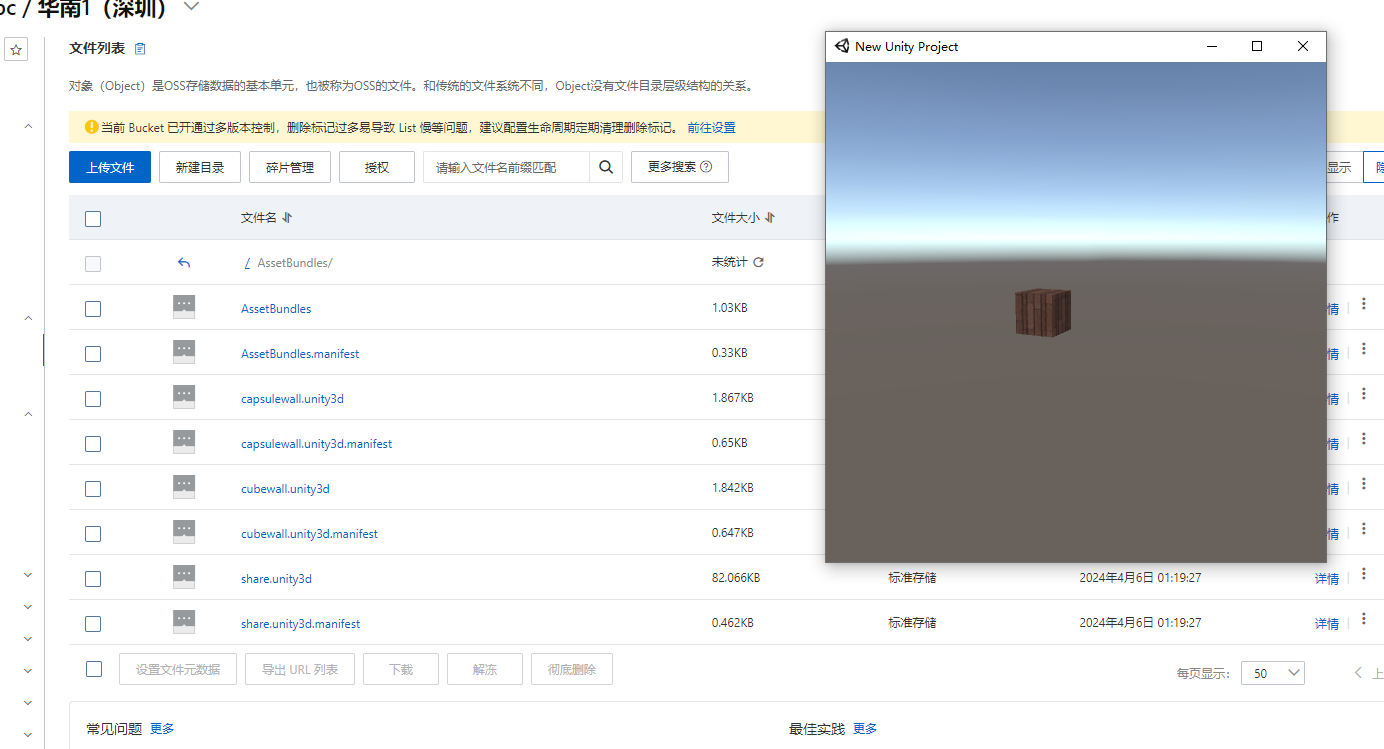 oc / 华南1（深圳）
文件列表
对象（Object）是OSS存储数据的基本单元，也被称为OSS的文件。和传统的文件系统不同，Object没有文件目录层级结构的关系。
当前 Bucket 已开通过多版本控制，删除标记过多易导致 List 慢等问题，建议配置生命周期定期清理删除标记。 前往设置
上传文件 新建目录 碎片管理 授权 请输入文件名前缀匹配 更多搜索 显示
文件名 文件大小 作
/ AssetBundles/ 未统计
AssetBundles 1.03KB 情
AssetBundles.manifest 0.33KB 情
capsulewall.unity3d 1.867KB 情
capsulewall.unity3d.manifest 0.65KB 情
cubewall.unity3d 1.842KB 情
cubewall.unity3d.manifest 0.647KB 情
share.unity3d 82.066KB 标准存储 2024年4月6日 01:19:27 详情
share.unity3d.manifest 0.462KB 标准存储 2024年4月6日 01:19:27 详情
设置文件元数据 导出 URL 列表 下载 解冻 彻底删除
每页显示： 50 上
常见问题 更多 最佳实践 更多
New Unity Project